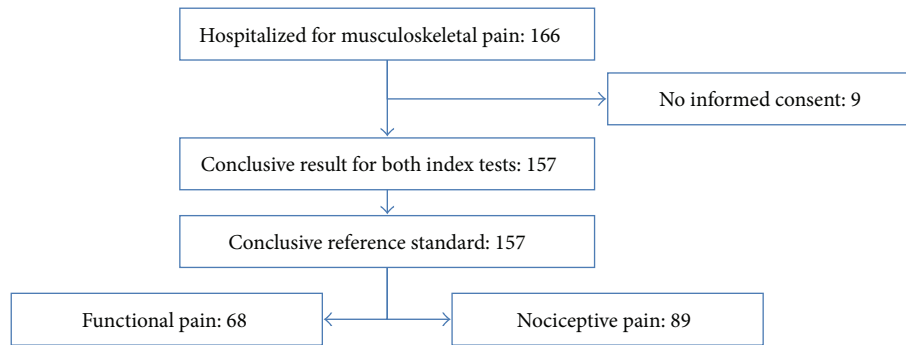 Hospitalized for musculoskeletal pain: 166
No informed consent: 9
Conclusive result for both index tests: 157
Conclusive reference standard: 157
Functional pain: 68
Nociceptive pain: 89